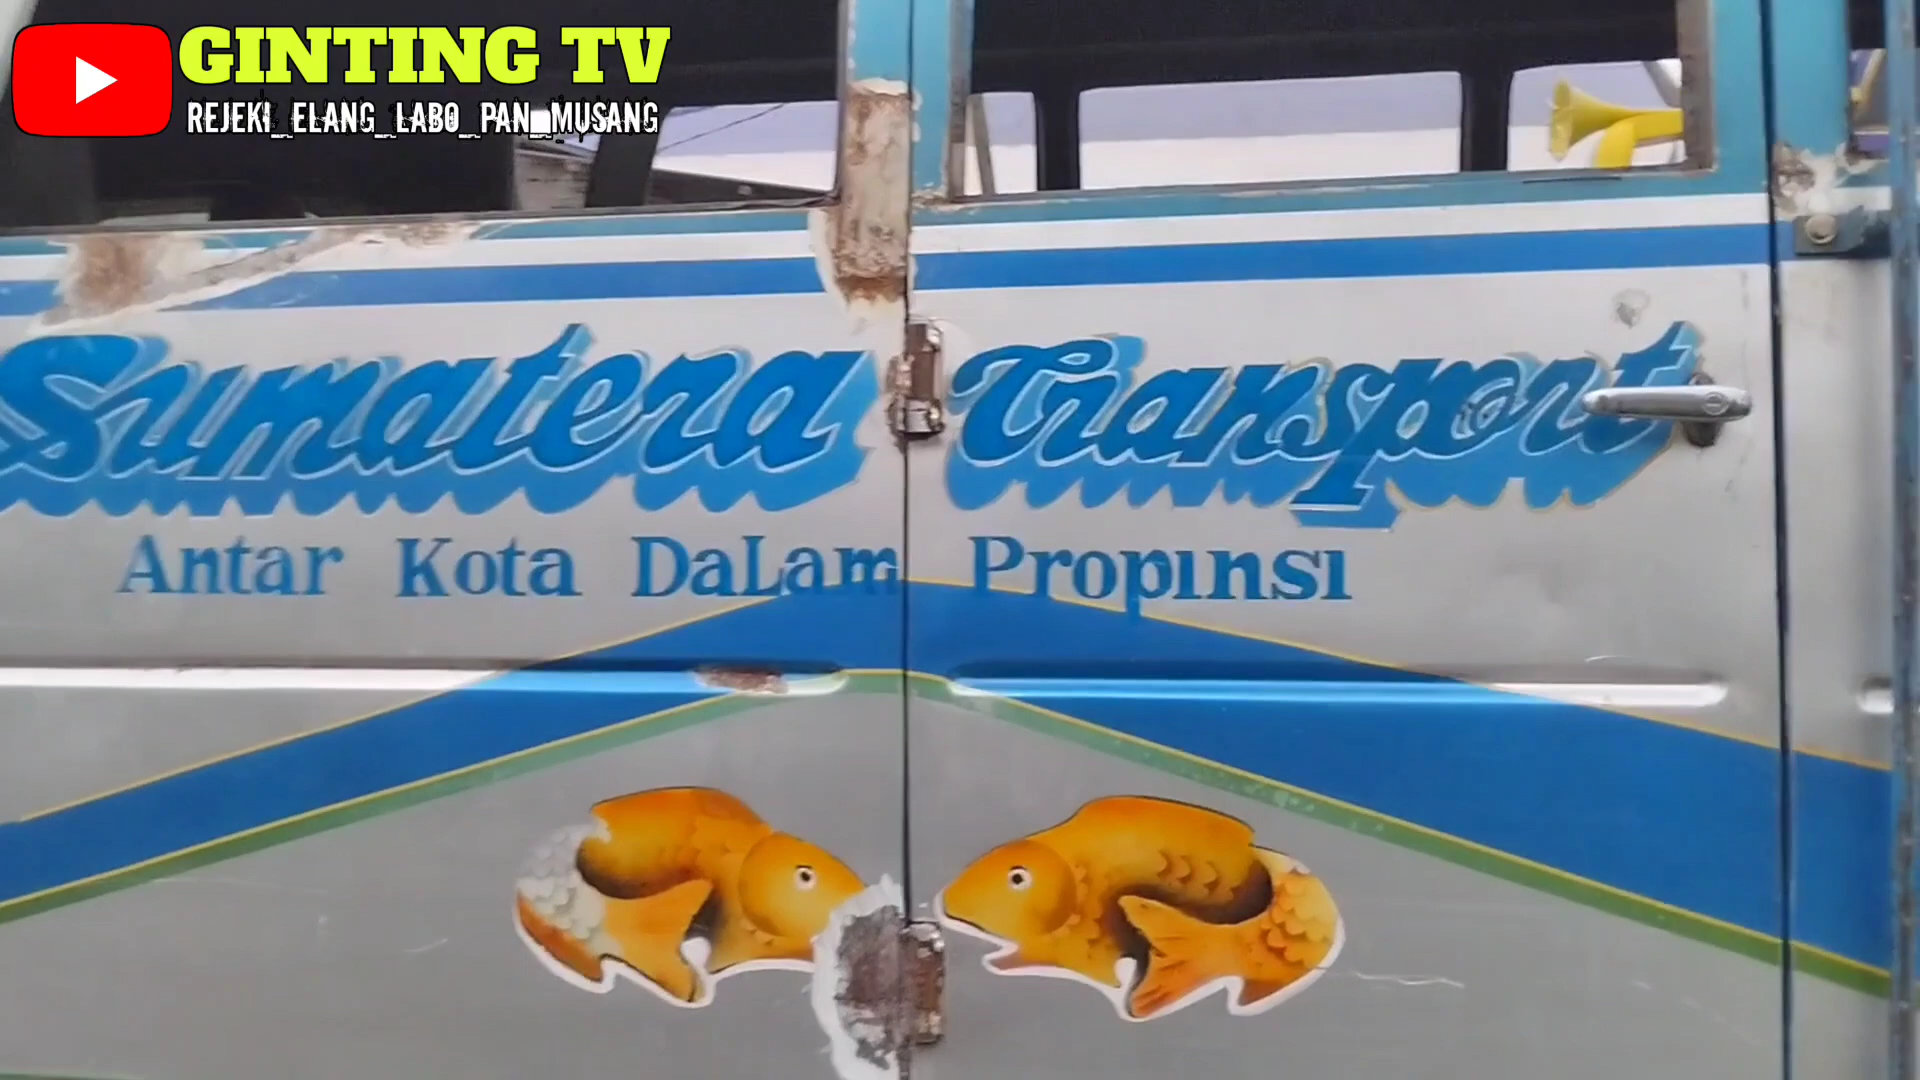 GINTING TV
REJEKI_ELANG_LABO_PAN_MUSANG
Sumatera Transport
Antar Kota DaLam Propinsi